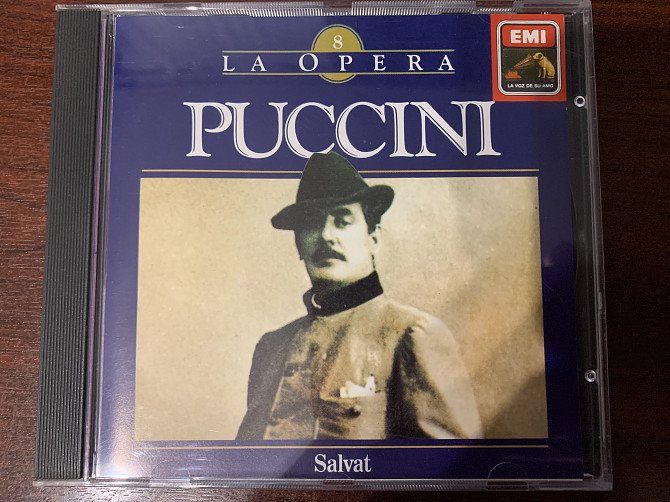 8
LA OPERA
EMI
LA VOZ DE SU AMO
PUCCINI
Salvat